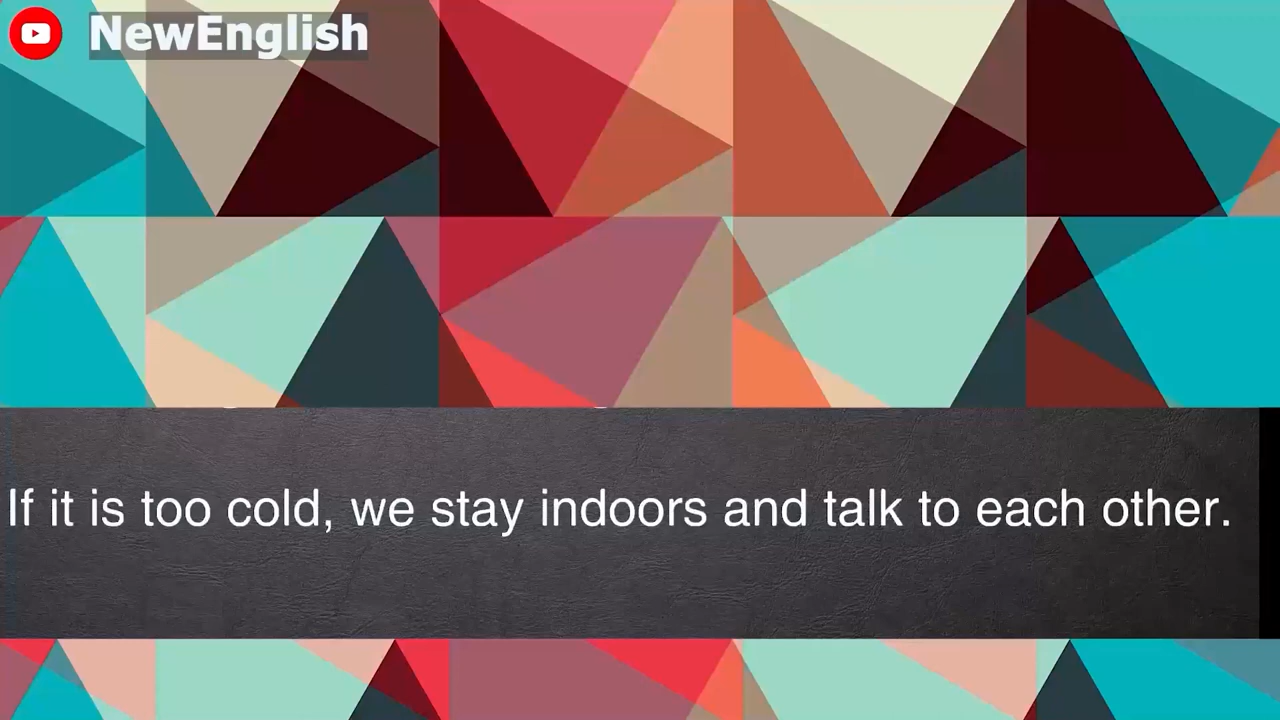 NewEnglish
If it is too cold, we stay indoors and talk to each other.